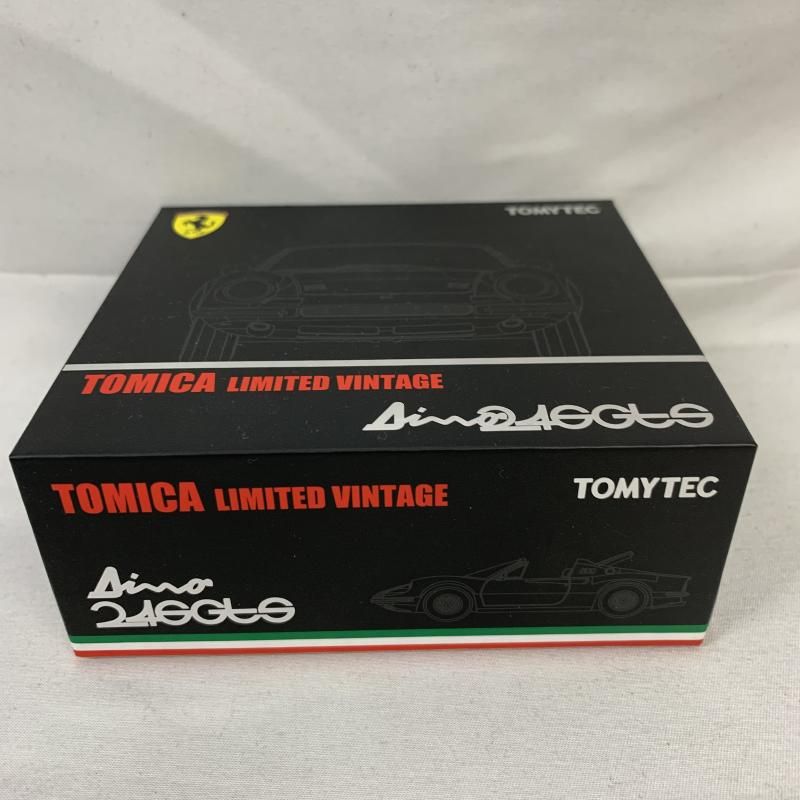 TOMYTEC
TOMICA LIMITED VINTAGE
Dino 246GTS
TOMICA LIMITED VINTAGE
TOMYTEC
Dino
246GTS